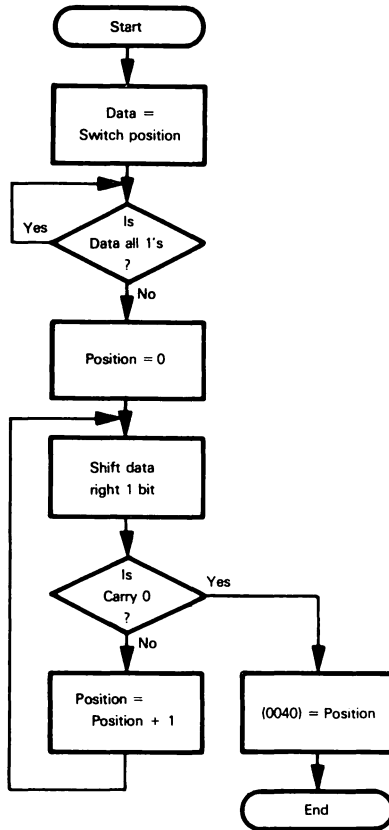 Start
Data =
Switch position
Is
Yes
Data all 1's
?
No
Position = 0
Shift data
right 1 bit
Is
Yes
Carry 0
?
No
Position =
Position + 1
(0040) = Position
End